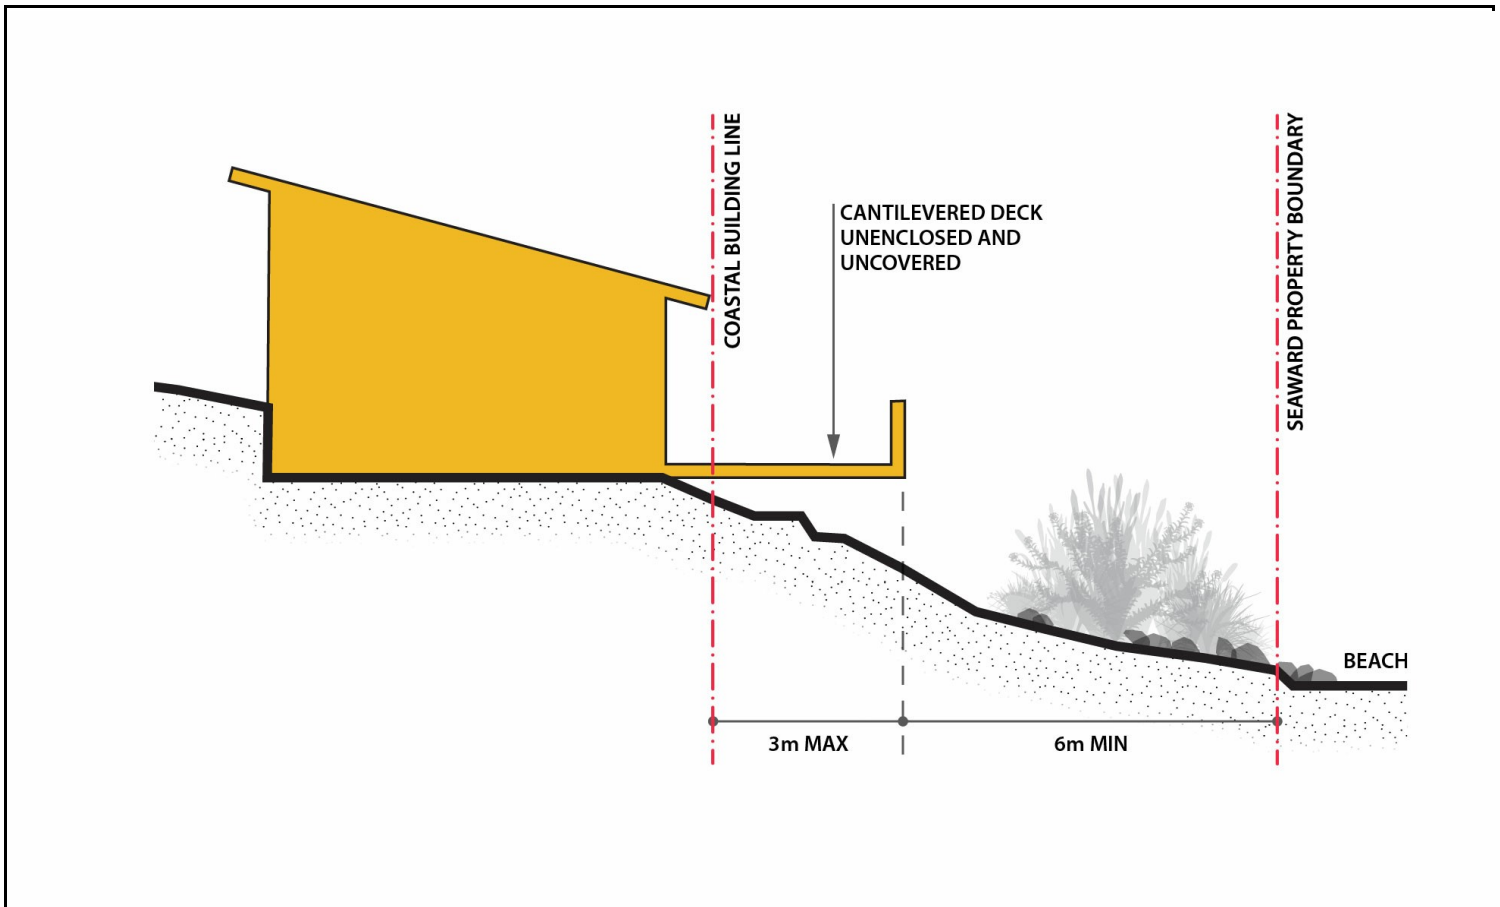 COASTAL BUILDING LINE
CANTILEVERED DECK
UNENCLOSED AND
UNCOVERED
SEAWARD PROPERTY BOUNDARY
BEACH
3m MAX
6m MIN